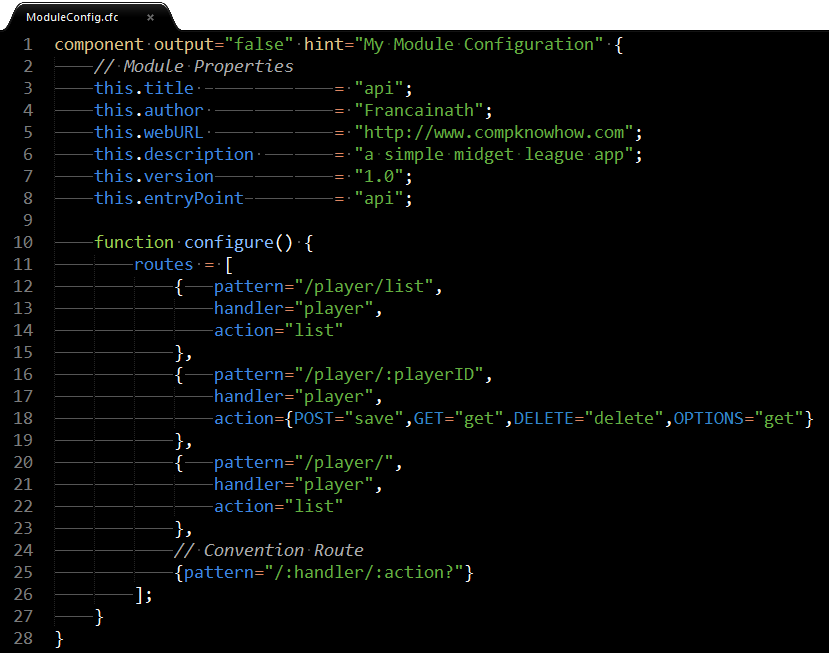 ModuleConfig.cfc ×
1 component output="false" hint="My Module Configuration" {
2 // Module Properties
3 this.title = "api";
4 this.author = "Francainath";
5 this.webURL = "http://www.compknowhow.com";
6 this.description = "a simple midget league app";
7 this.version = "1.0";
8 this.entryPoint = "api";
9
10 function configure() {
11 routes = [
12 { pattern="/player/list",
13 handler="player",
14 action="list"
15 },
16 { pattern="/player/:playerID",
17 handler="player",
18 action={POST="save",GET="get",DELETE="delete",OPTIONS="get"}
19 },
20 { pattern="/player/",
21 handler="player",
22 action="list"
23 },
24 // Convention Route
25 {pattern="/:handler/:action?"}
26 ];
27 }
28 }